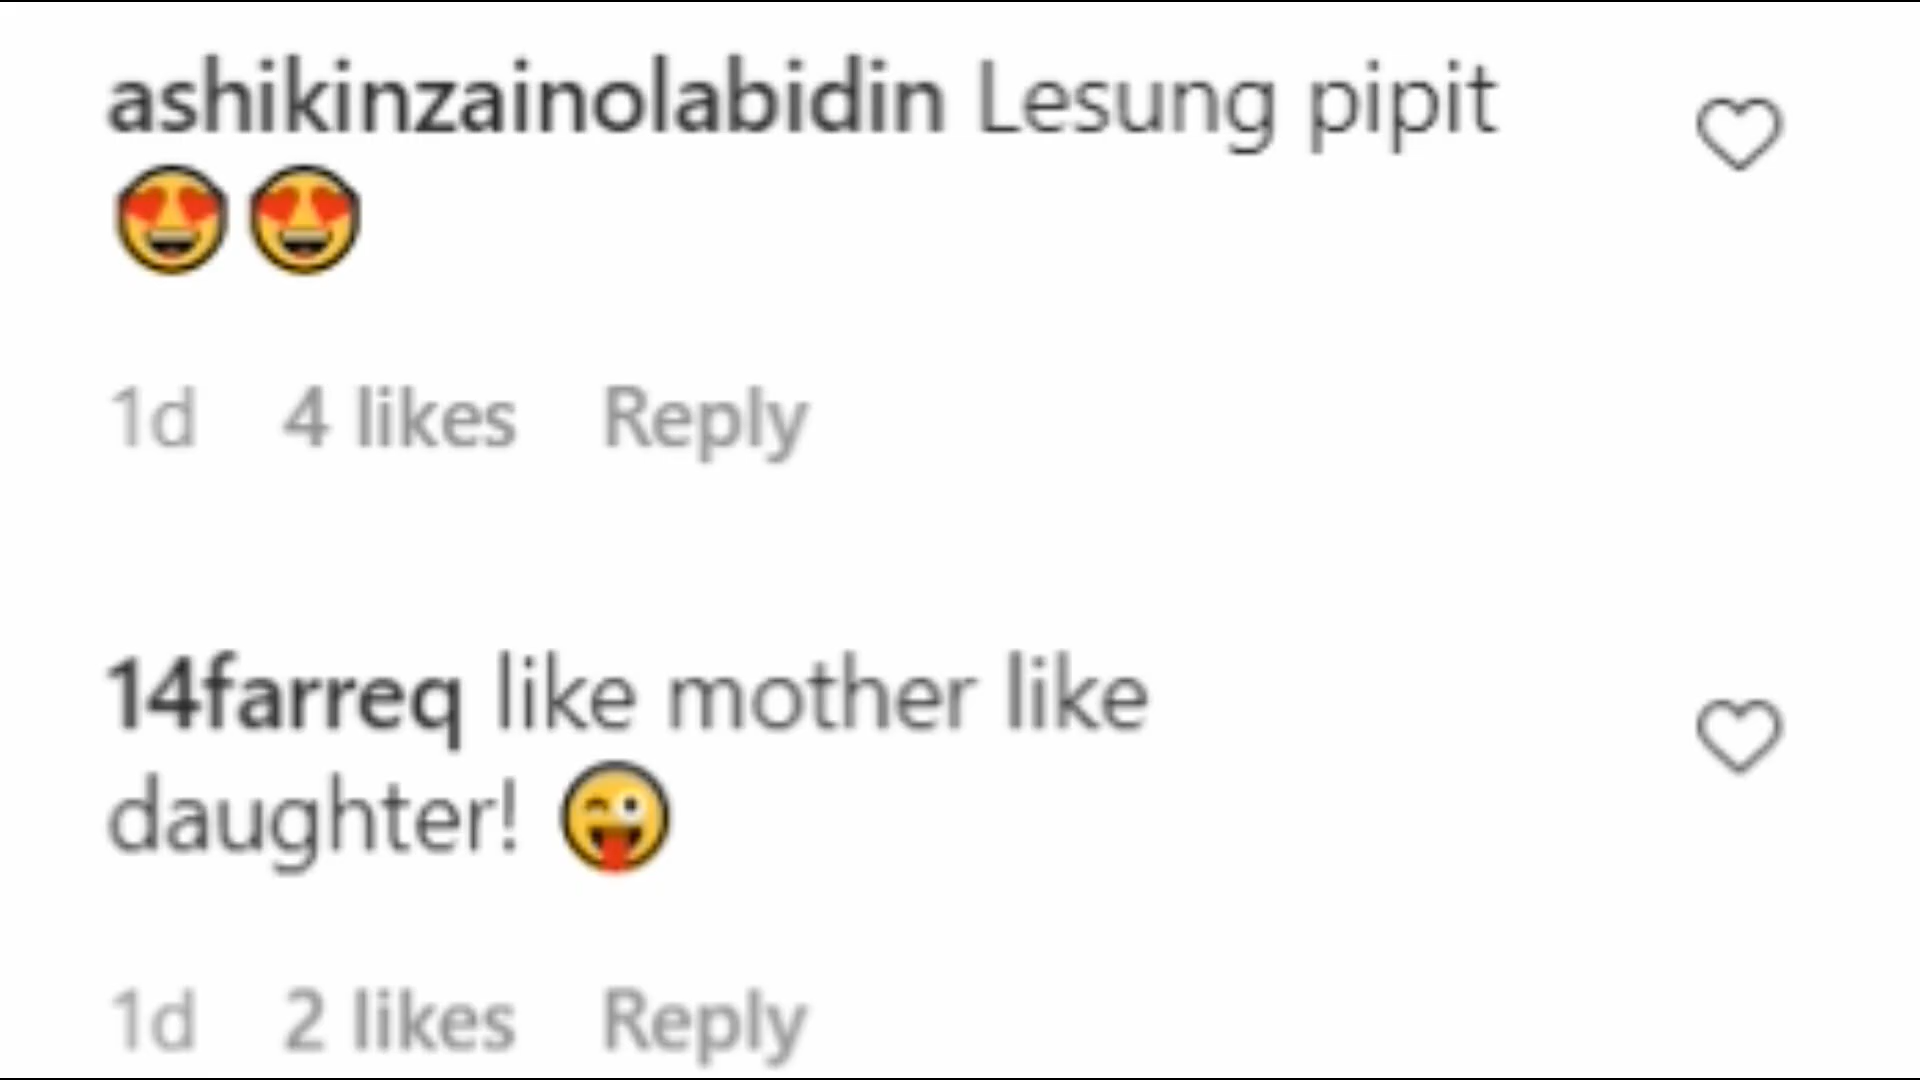 ashikinzainolabidin Lesung pipit
😍😍
1d 4 likes Reply
14farreq like mother like
daughter! 😜
1d 2 likes Reply